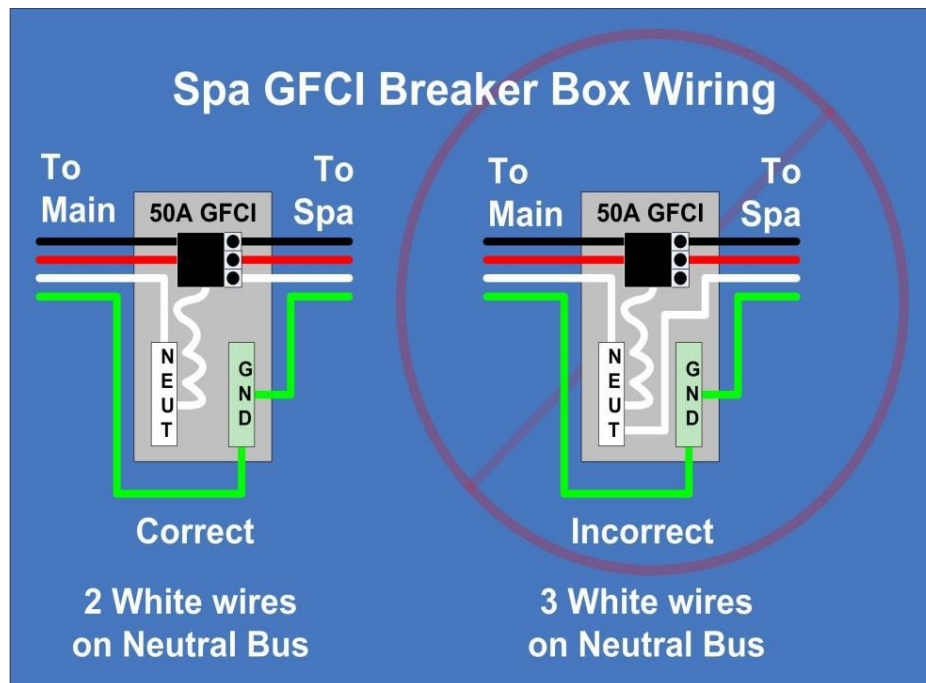 Spa GFCI Breaker Box Wiring
To
Main
To
Spa
50A GFCI
NEUT
GND
Correct
2 White wires
on Neutral Bus
To
Main
To
Spa
50A GFCI
NEUT
GND
Incorrect
3 White wires
on Neutral Bus